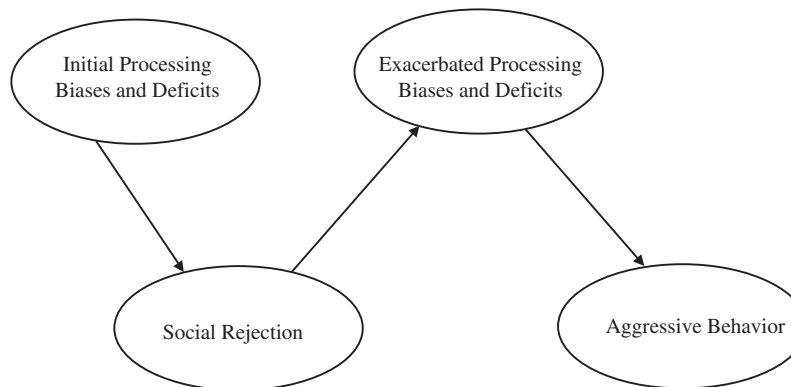 Initial Processing
Biases and Deficits
Exacerbated Processing
Biases and Deficits
Social Rejection
Aggressive Behavior